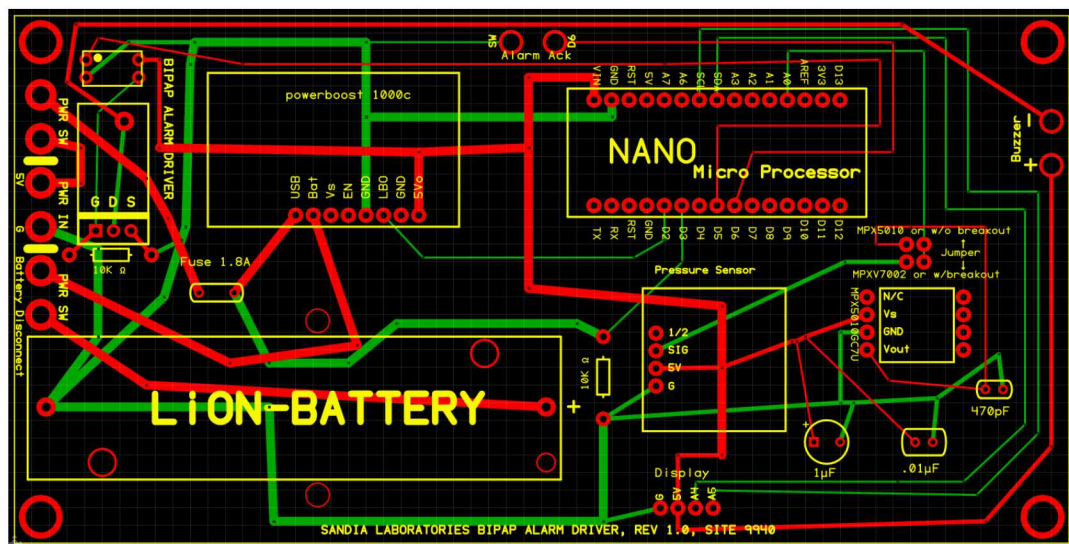 SW
D6
Alarm Ack
BIPAP ALARM DRIVER
powerboost 1000c
USB
Bat
Vs
EN
GND
LBO
GND
5Vo
VIN
GND
RST
5V
A7
A6
SCL
SDA
A3
A2
A1
A0
AREF
3V3
D13
NANO
Micro Processor
TX
RX
RST
GND
D2
D3
D4
D5
D6
D7
D8
D9
D10
D11
D12
Buzzer
-
+
PWR SW
5V
PWR IN
G
Battery Disconnect
PWR SW
G D S
10K Ω
Fuse 1.8A
MPX5010 or w/o breakout
↑
Jumper
↓
MPXV7002 or w/breakout
Pressure Sensor
1/2
SIG
5V
G
MPX5010GC7U
N/C
Vs
GND
Vout
10K Ω
LiON-BATTERY
+
470pF
+
1µF
.01µF
Display
G
5V
A4
A5
SANDIA LABORATORIES BIPAP ALARM DRIVER, REV 1.0, SITE 9940